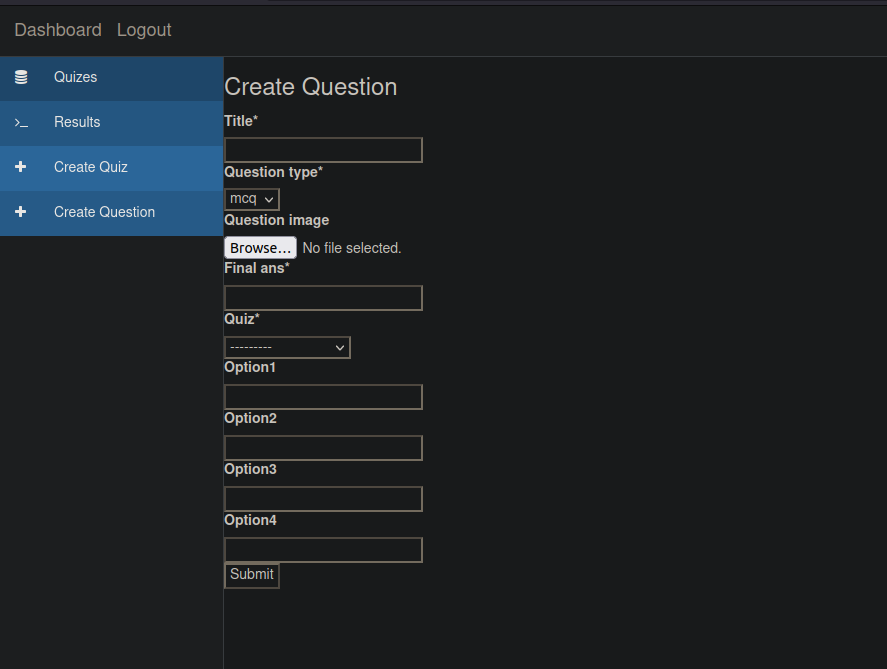 Dashboard Logout
Quizes
Results
Create Quiz
Create Question
Create Question
Title*
Question type*
mcq
Question image
Browse... No file selected.
Final ans*
Quiz*
---------
Option1
Option2
Option3
Option4
Submit